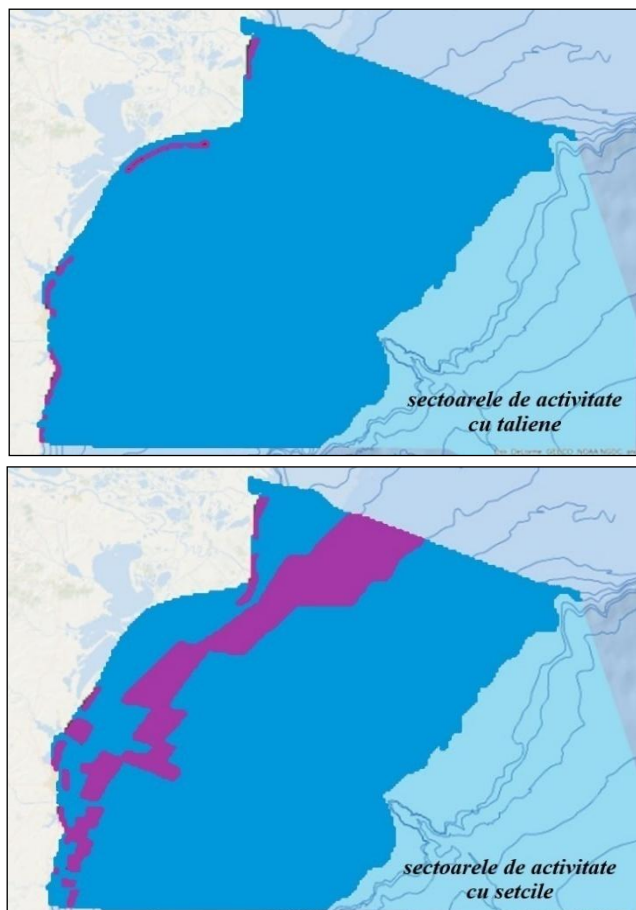 sectoarele de activitate
cu taliene
sectoarele de activitate
cu setcile